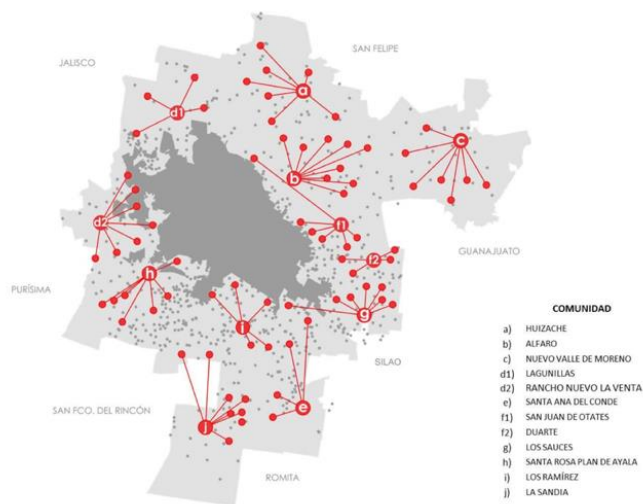 SAN FELIPE
JALISCO
a
d1
c
b
d2
f1
GUANAJUATO
f2
h
PURÍSIMA
g
i
COMUNIDAD
SILAO
a) HUIZACHE
b) ALFARO
c) NUEVO VALLE DE MORENO
d1) LAGUNILLAS
d2) RANCHO NUEVO LA VENTA
e) SANTA ANA DEL CONDE
f1) SAN JUAN DE OTATES
f2) DUARTE
g) LOS SAUCES
h) SANTA ROSA PLAN DE AYALA
i) LOS RAMÍREZ
j) LA SANDIA
e
SAN FCO. DEL RINCÓN
j
ROMITA